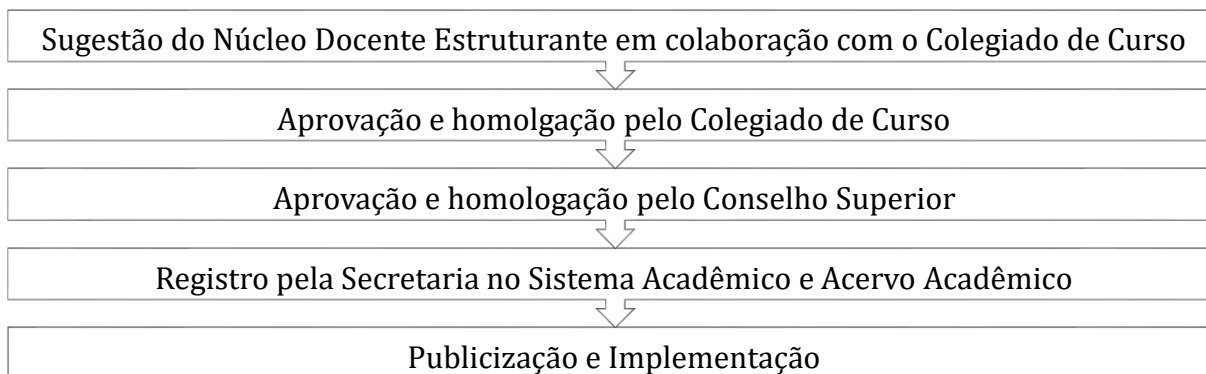 Sugestão do Núcleo Docente Estruturante em colaboração com o Colegiado de Curso
Aprovação e homolgação pelo Colegiado de Curso
Aprovação e homologação pelo Conselho Superior
Registro pela Secretaria no Sistema Acadêmico e Acervo Acadêmico
Publicização e Implementação